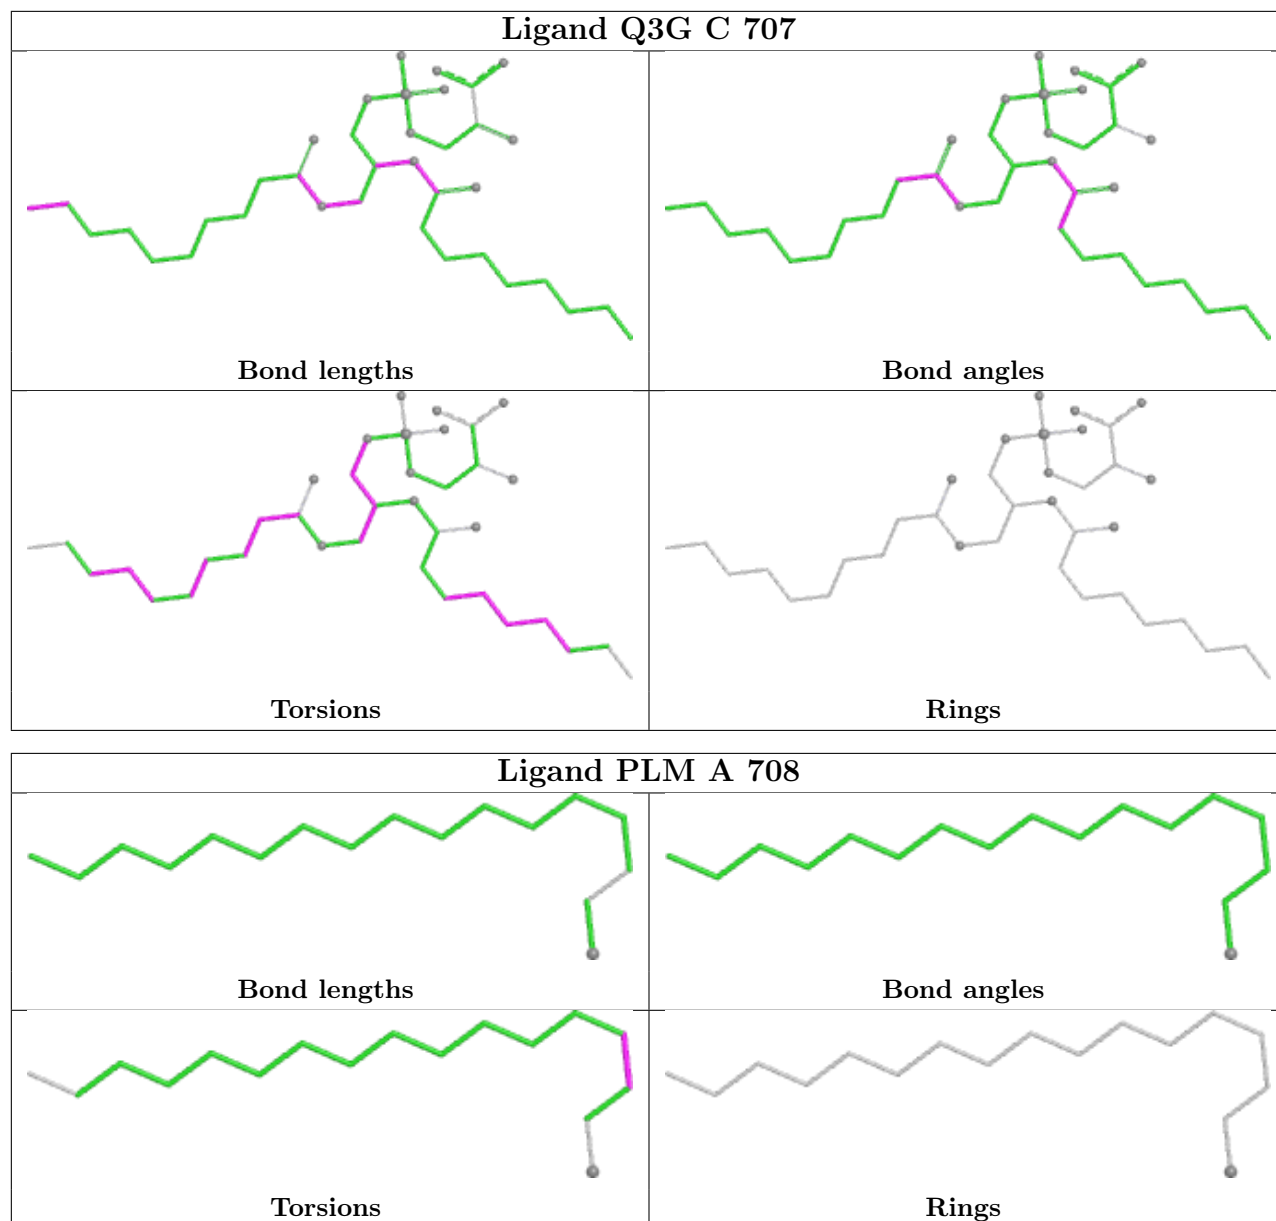 Ligand Q3G C 707
Bond lengths
Bond angles
Torsions
Rings
Ligand PLM A 708
Bond lengths
Bond angles
Torsions
Rings